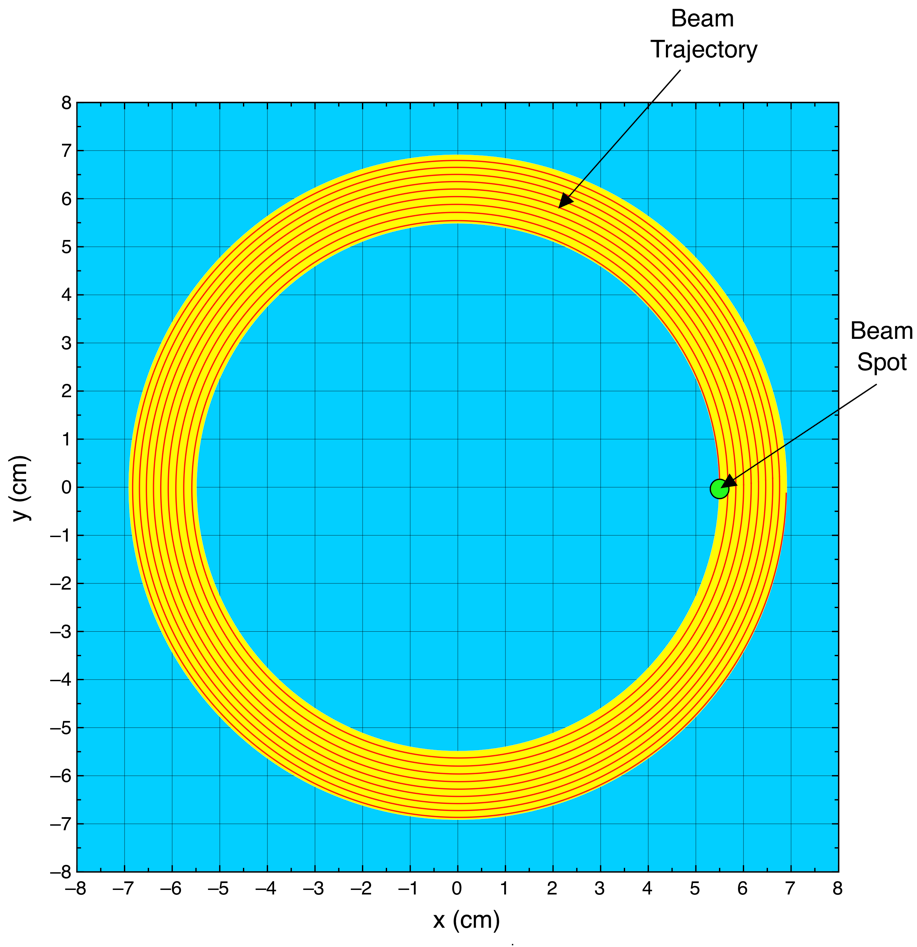 Beam
Trajectory
8
7
6
5
4
3
2
1
0
–1
–2
–3
–4
–5
–6
–7
–8
y (cm)
Beam
Spot
–8 –7 –6 –5 –4 –3 –2 –1 0 1 2 3 4 5 6 7 8
x (cm)